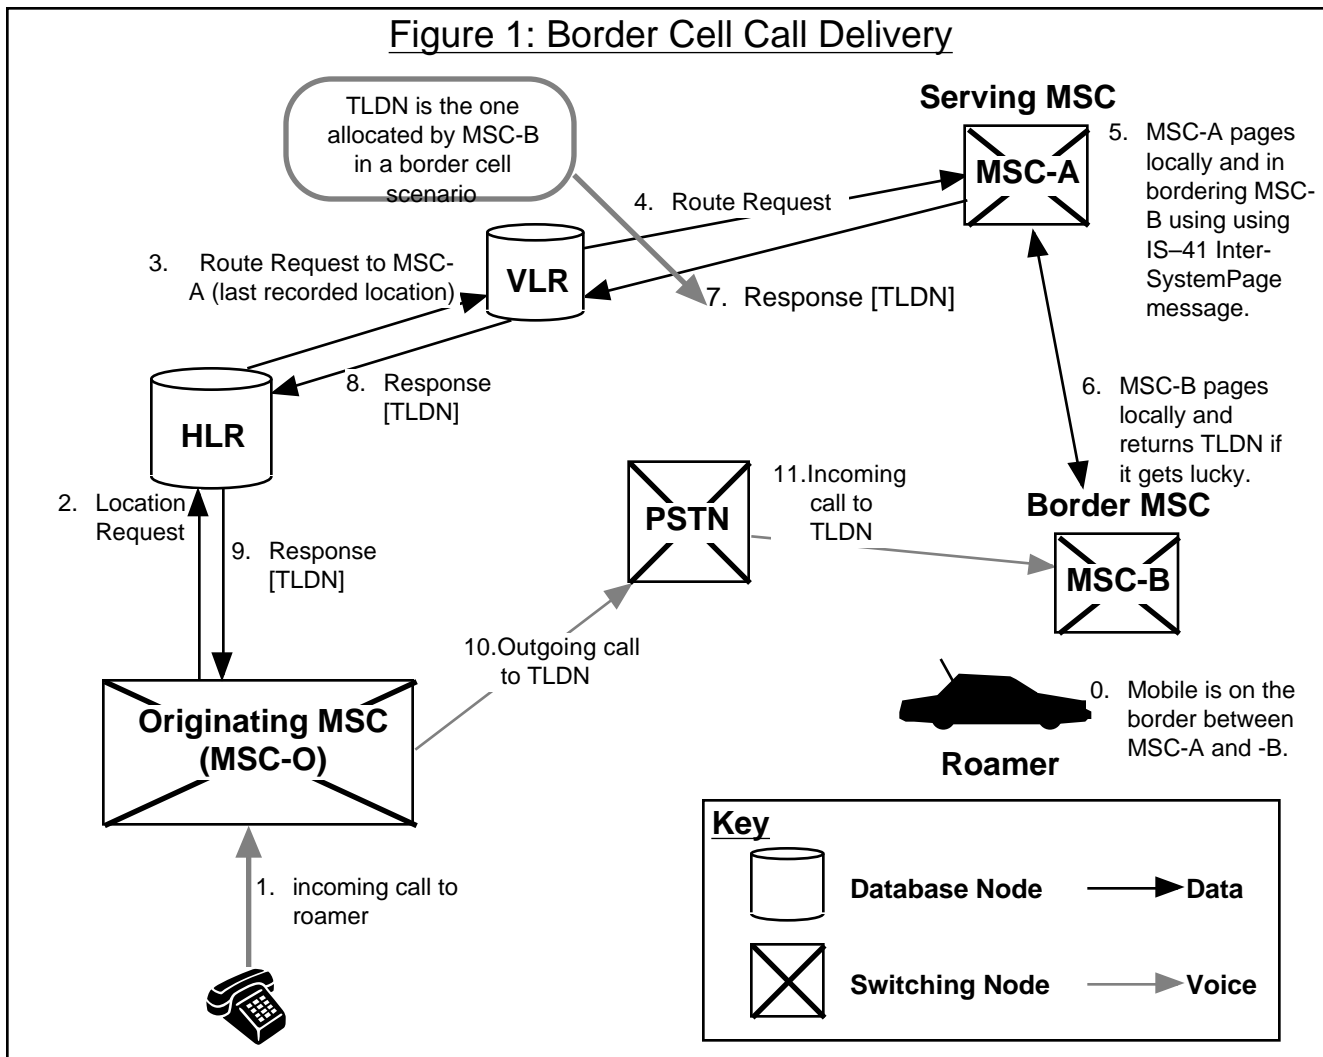 Figure 1: Border Cell Call Delivery
TLDN is the one
allocated by MSC-B
in a border cell
scenario
Serving MSC
MSC-A
5. MSC-A pages
locally and in
bordering MSC-
B using using
IS–41 Inter-
SystemPage
message.
4. Route Request
3. Route Request to MSC-
A (last recorded location)
VLR
7. Response [TLDN]
8. Response
[TLDN]
HLR
6. MSC-B pages
locally and
returns TLDN if
it gets lucky.
2. Location
Request
9. Response
[TLDN]
PSTN
11.Incoming
call to
TLDN
Border MSC
MSC-B
10.Outgoing call
to TLDN
Originating MSC
(MSC-O)
0. Mobile is on the
border between
MSC-A and -B.
Roamer
1. incoming call to
roamer
Key
Database Node
Data
Switching Node
Voice